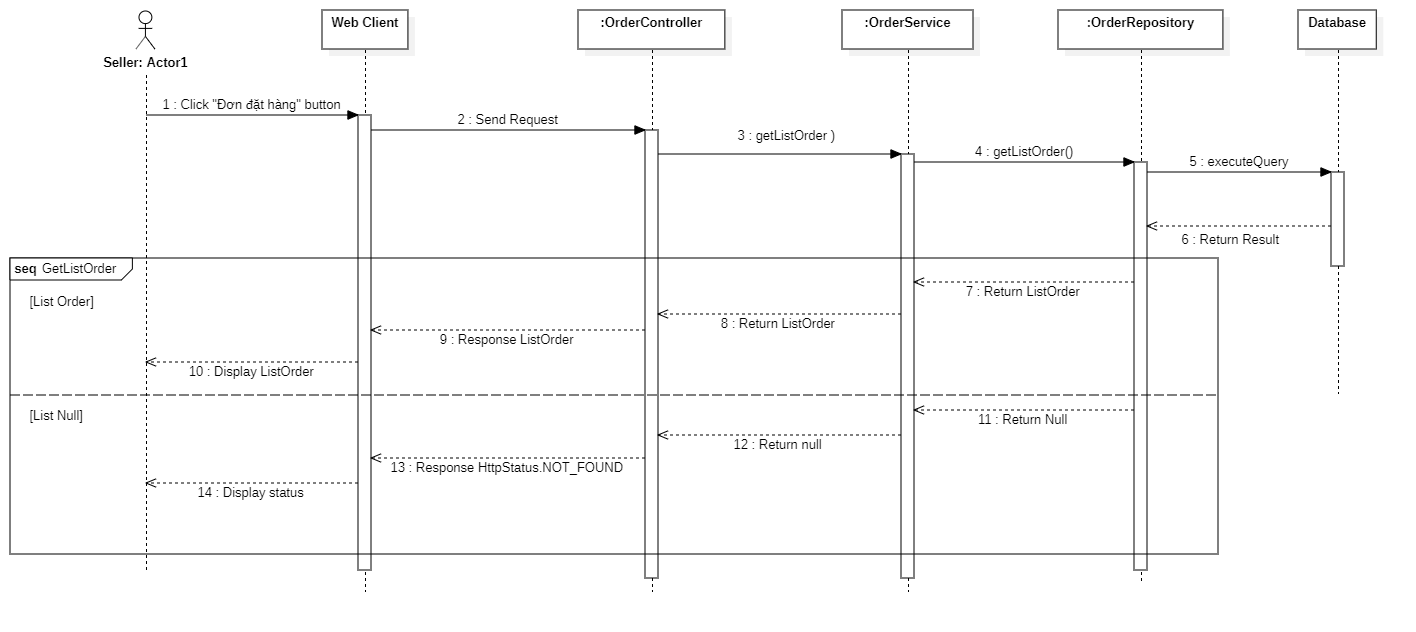 Web Client
:OrderController
:OrderService
:OrderRepository
Database
Seller: Actor1
1 : Click "Đơn đặt hàng" button
2 : Send Request
3 : getListOrder )
4 : getListOrder()
5 : executeQuery
6 : Return Result
seq GetListOrder
[List Order]
7 : Return ListOrder
8 : Return ListOrder
9 : Response ListOrder
10 : Display ListOrder
[List Null]
11 : Return Null
12 : Return null
13 : Response HttpStatus.NOT_FOUND
14 : Display status